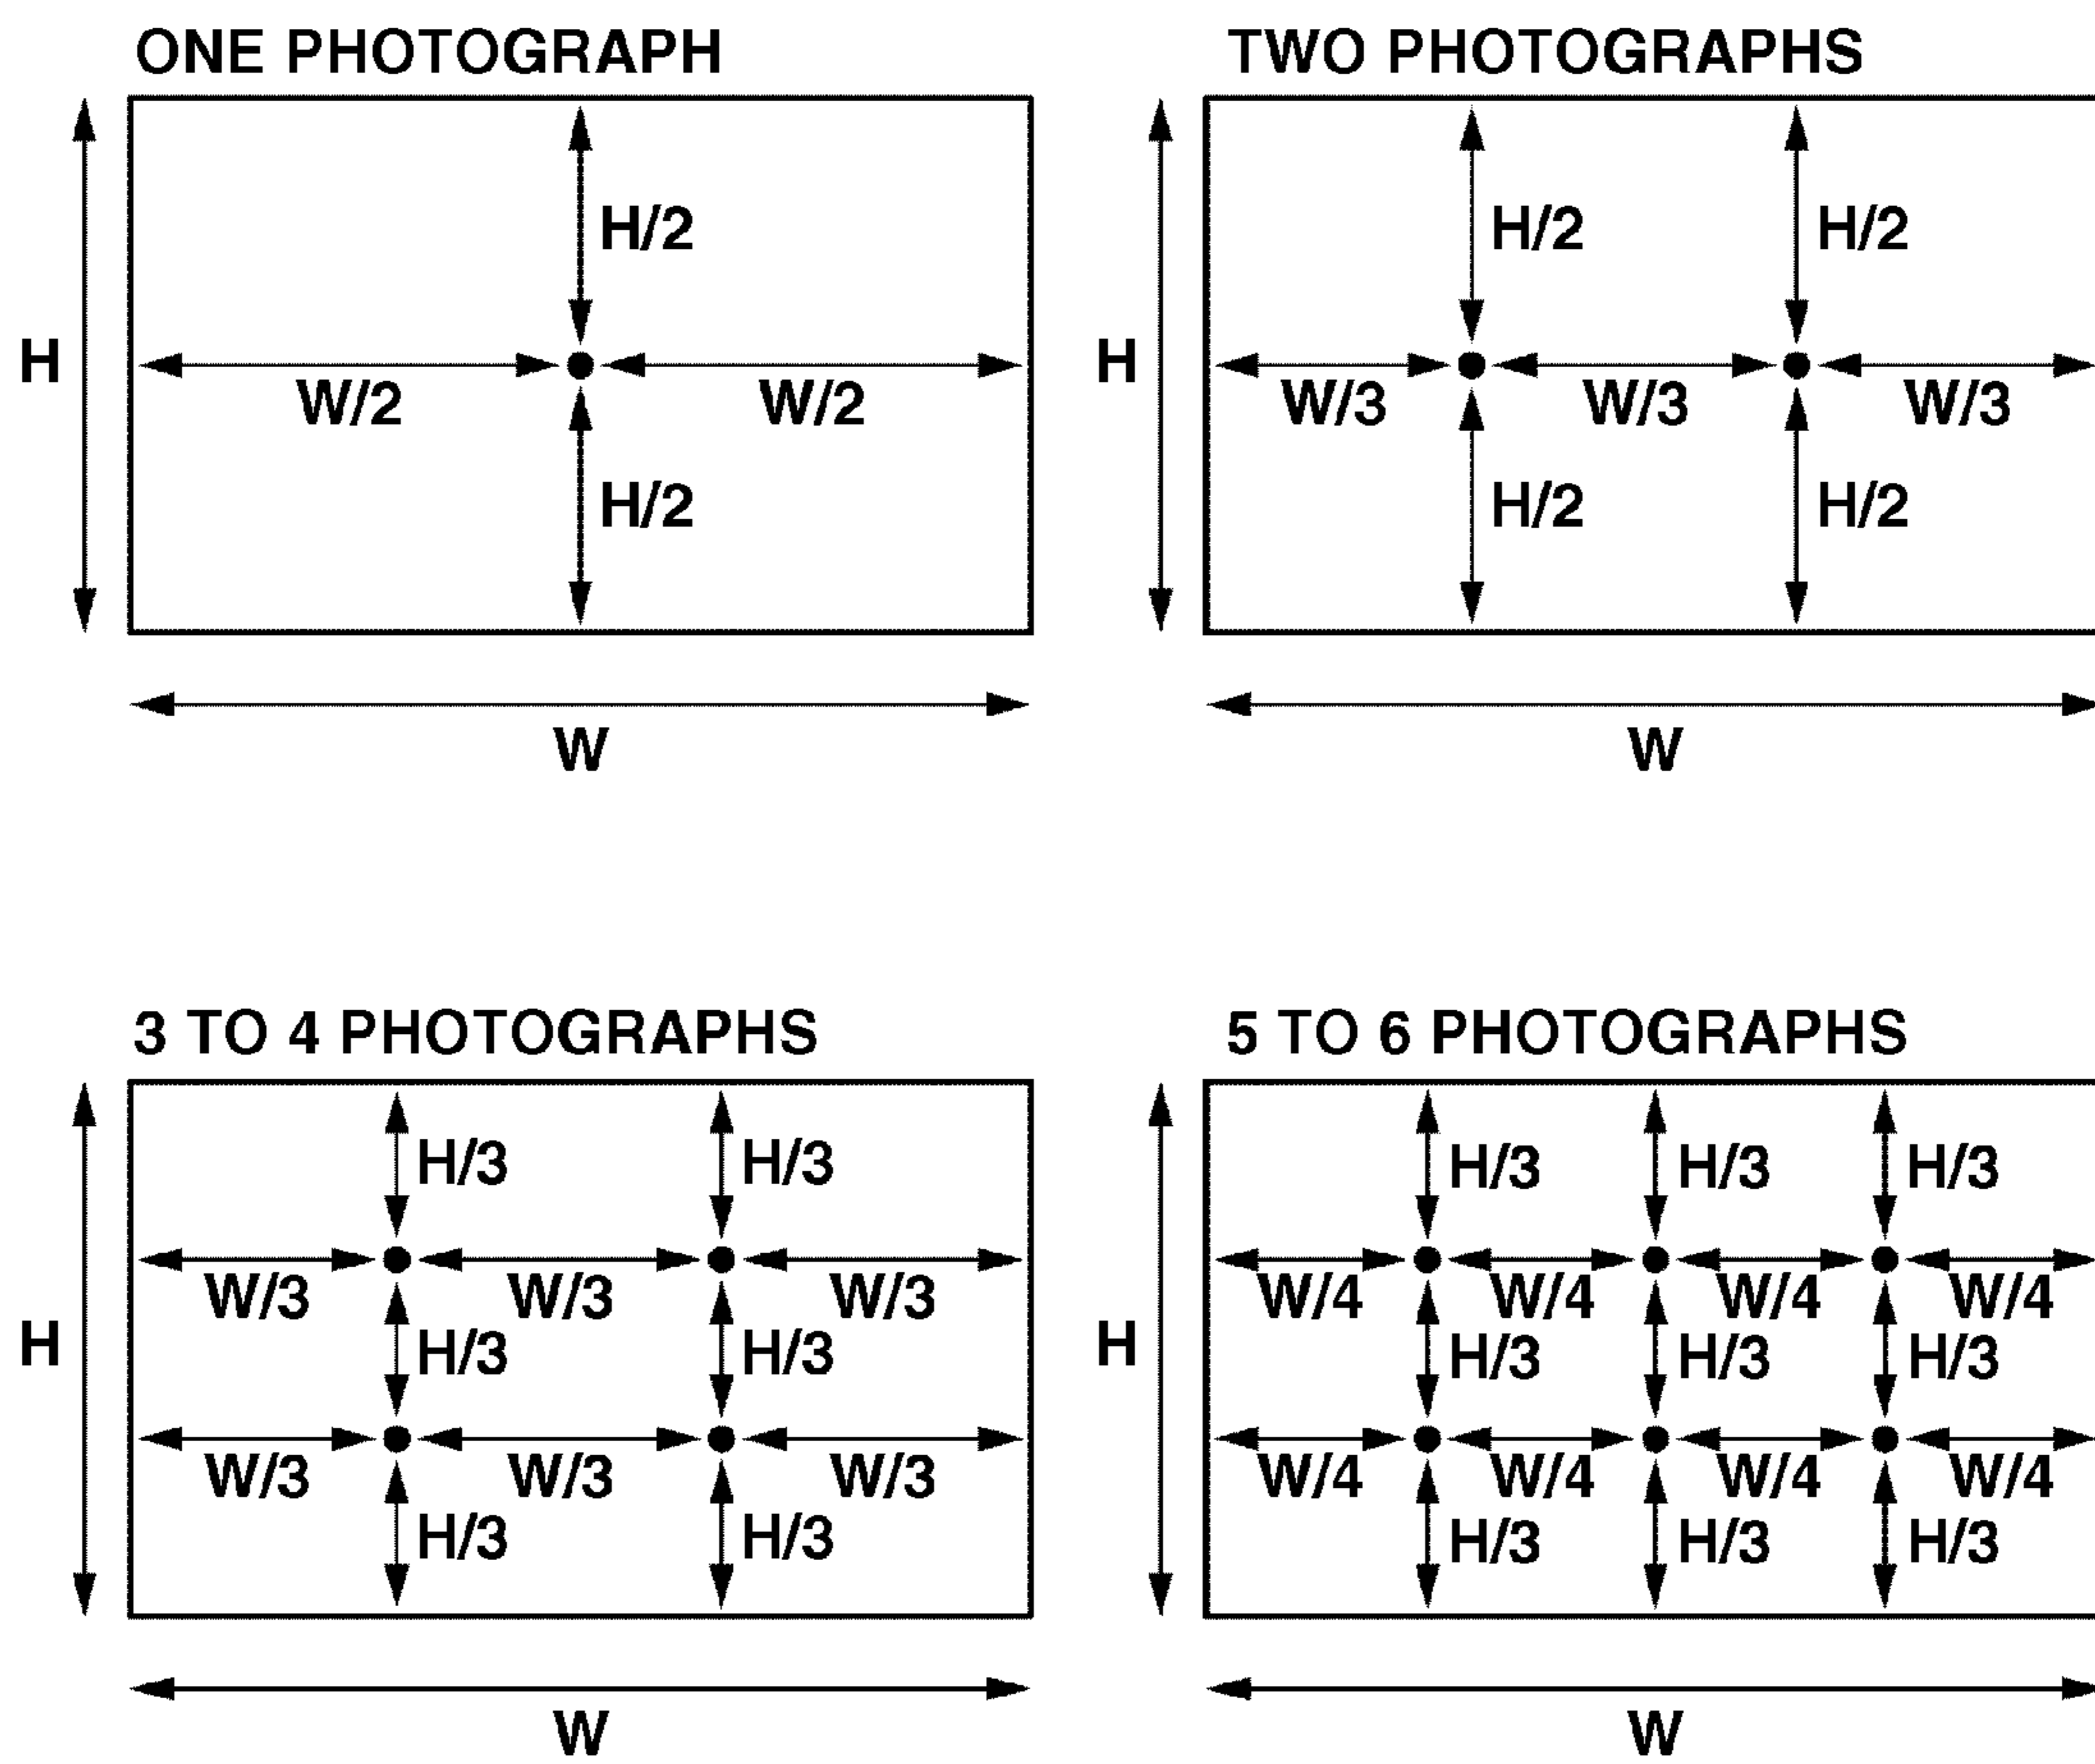 ONE PHOTOGRAPH
H/2
H
W/2 W/2
H/2
W
TWO PHOTOGRAPHS
H/2 H/2
H
W/3 W/3 W/3
H/2 H/2
W
3 TO 4 PHOTOGRAPHS
H/3 H/3
W/3 W/3 W/3
H
H/3 H/3
W/3 W/3 W/3
H/3 H/3
W
5 TO 6 PHOTOGRAPHS
H/3 H/3 H/3
W/4 W/4 W/4 W/4
H
H/3 H/3 H/3
W/4 W/4 W/4 W/4
H/3 H/3 H/3
W